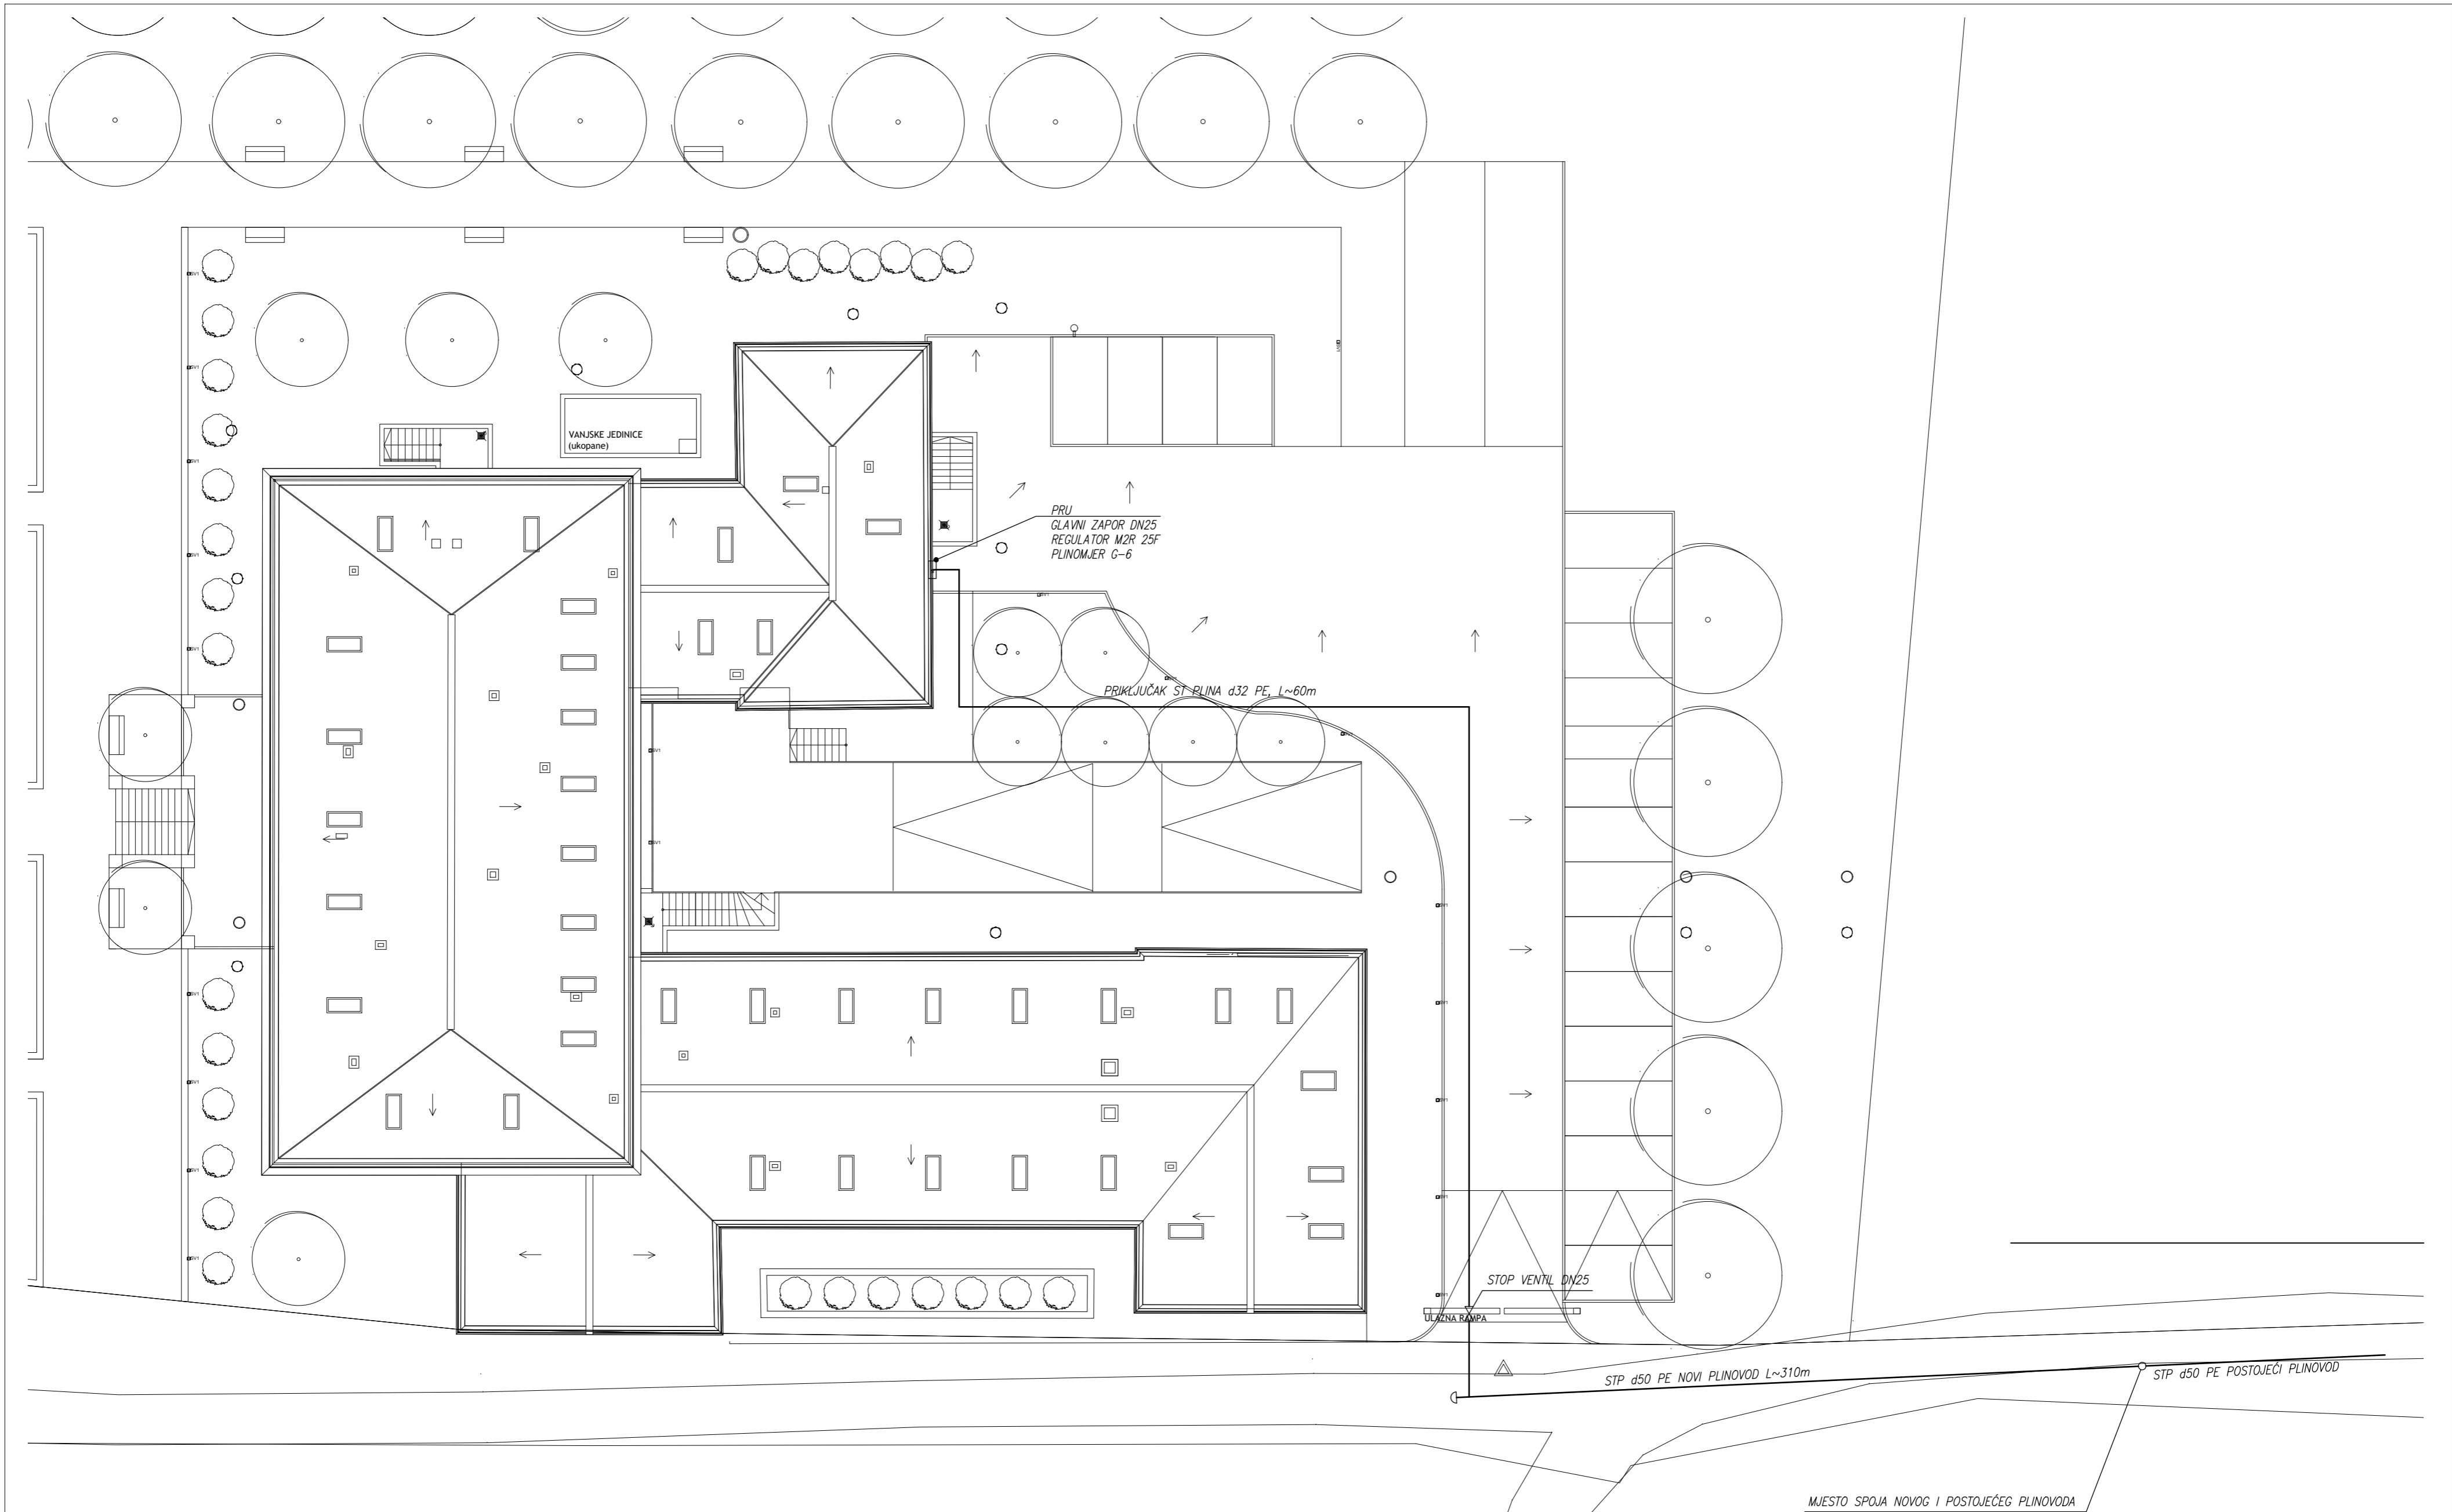 VANJSKE JEDINICE
(ukopane)
PRU
GLAVNI ZAPOR DN25
REGULATOR M2R 25F
PLINOMJER G-6
PRIKLJUČAK ST PLINA d32 PE, L~60m
STOP VENTIL DN25
ULAZNA RAMPA
STP d50 PE NOVI PLINOVOD L~310m
STP d50 PE POSTOJEĆI PLINOVOD
MJESTO SPOJA NOVOG I POSTOJEĆEG PLINOVODA